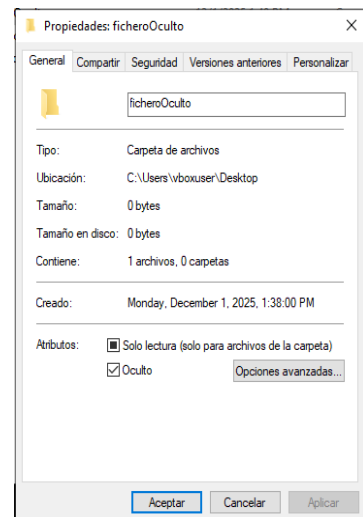 Propiedades: ficheroOculto
General Compartir Seguridad Versiones anteriores Personalizar
ficheroOculto
Tipo: Carpeta de archivos
Ubicación: C:\Users\vboxuser\Desktop
Tamaño: 0 bytes
Tamaño en disco: 0 bytes
Contiene: 1 archivos, 0 carpetas
Creado: Monday, December 1, 2025, 1:38:00 PM
Atributos: Solo lectura (solo para archivos de la carpeta)
Oculto Opciones avanzadas...
Aceptar Cancelar Aplicar